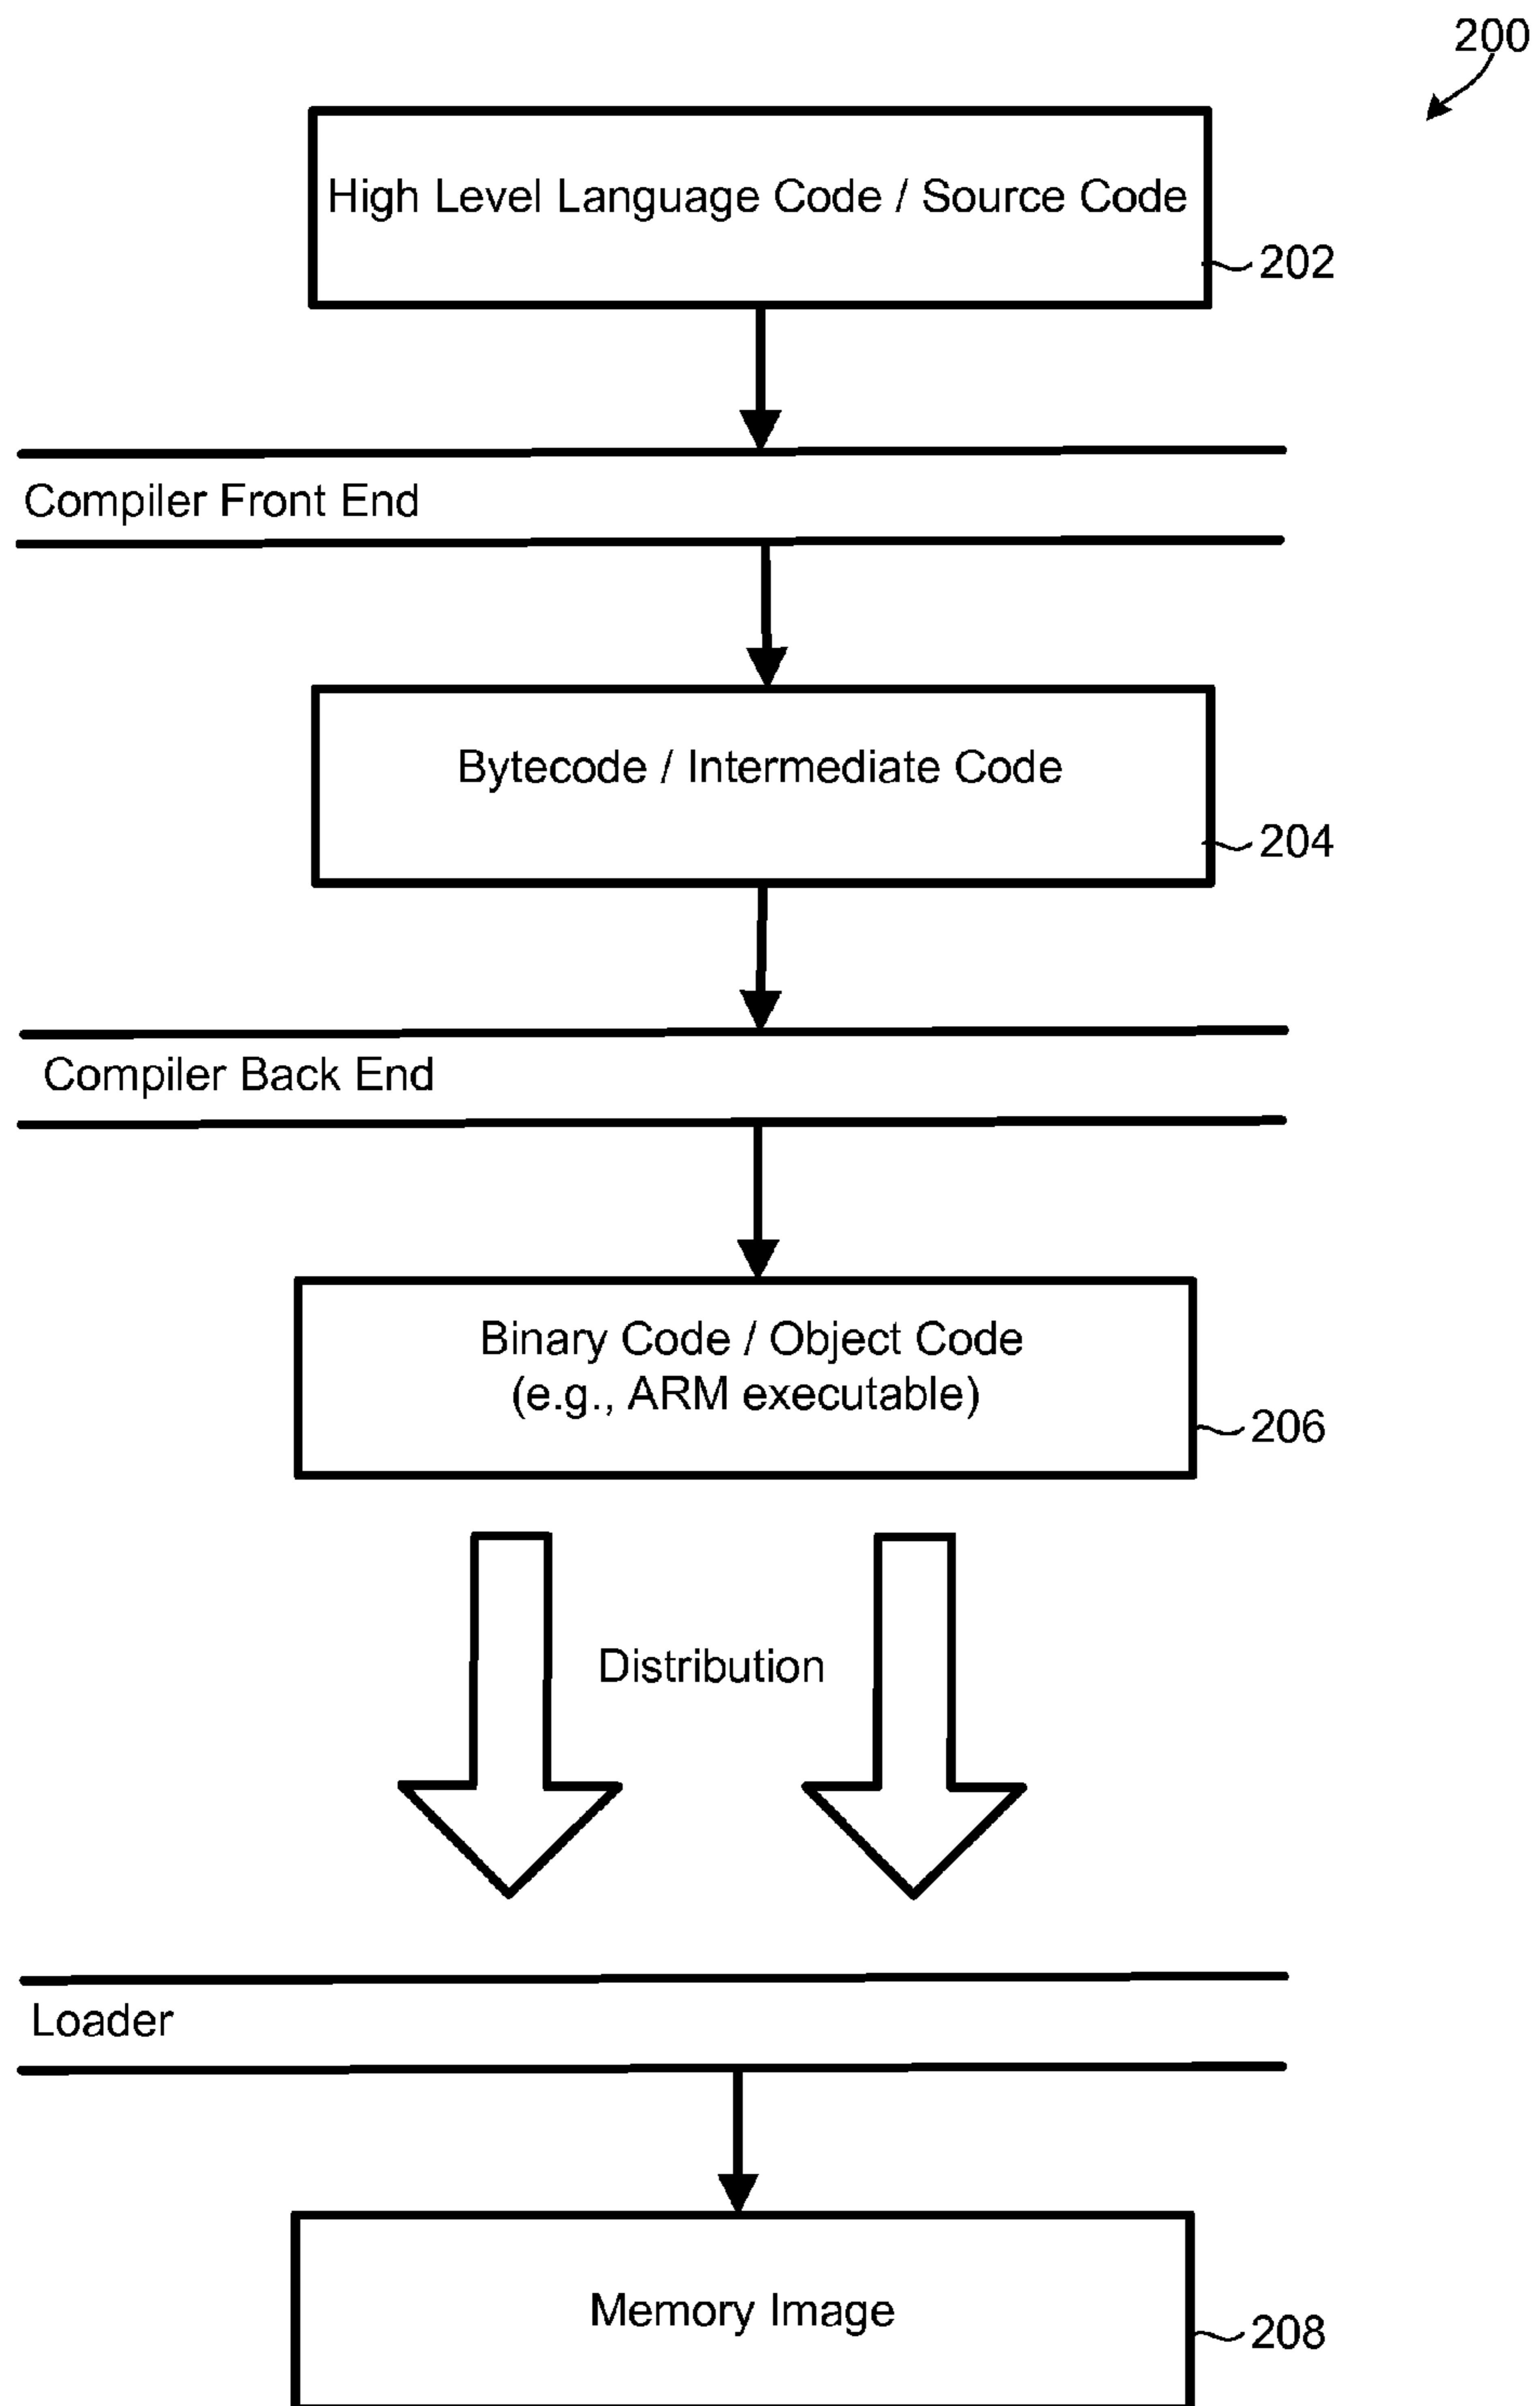 200
High Level Language Code / Source Code
202
Compiler Front End
Bytecode / Intermediate Code
204
Compiler Back End
Binary Code / Object Code
(e.g., ARM executable)
206
Distribution
Loader
Memory Image
208